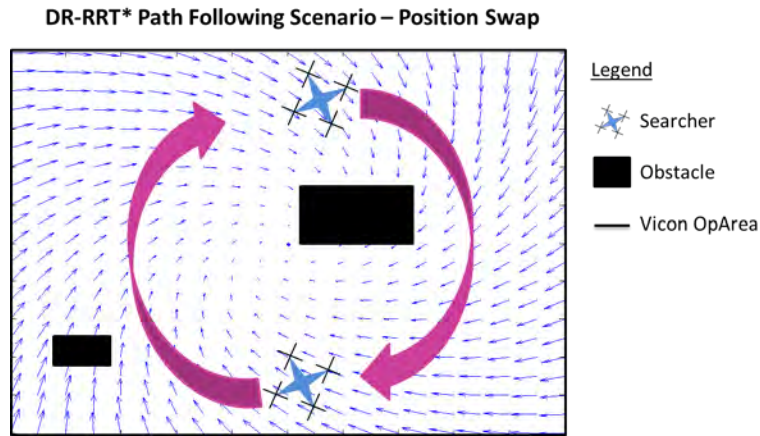 DR-RRT* Path Following Scenario – Position Swap
Legend
Searcher
Obstacle
Vicon OpArea